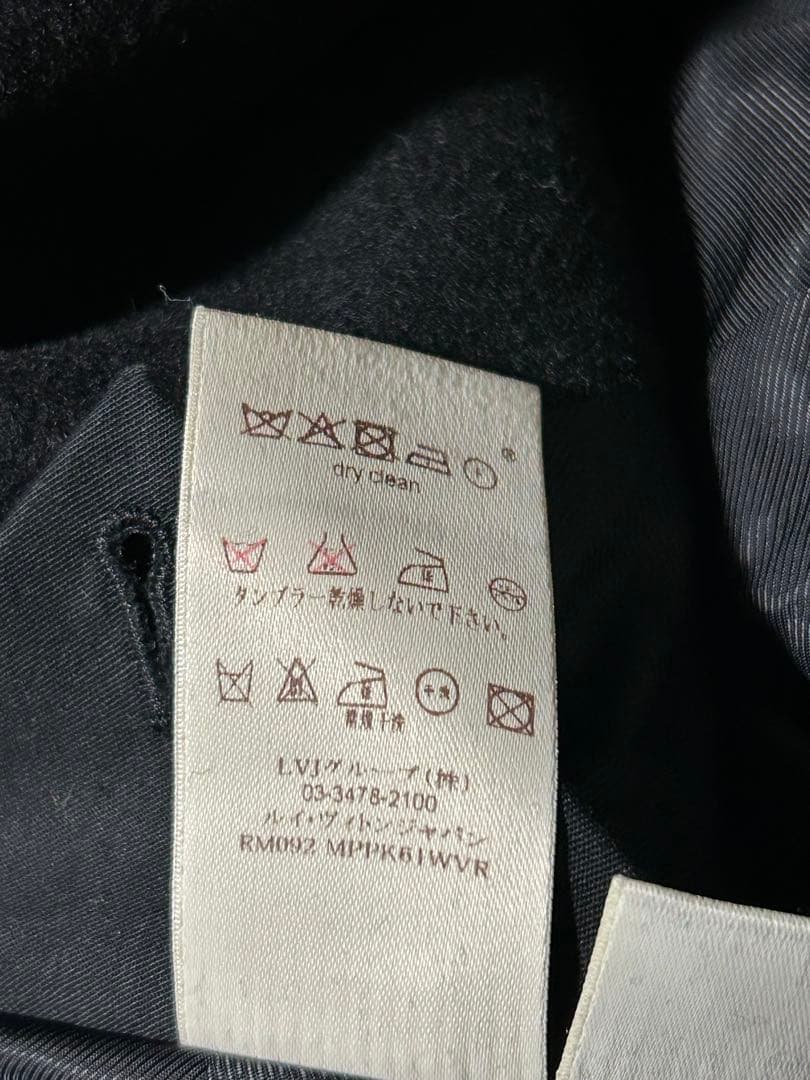 dry clean
タンブラー乾燥しないで下さい。
LVJグループ(株)
03-3478-2100
ルイ・ヴィトン ジャパン
RM092 MPPK61WVR